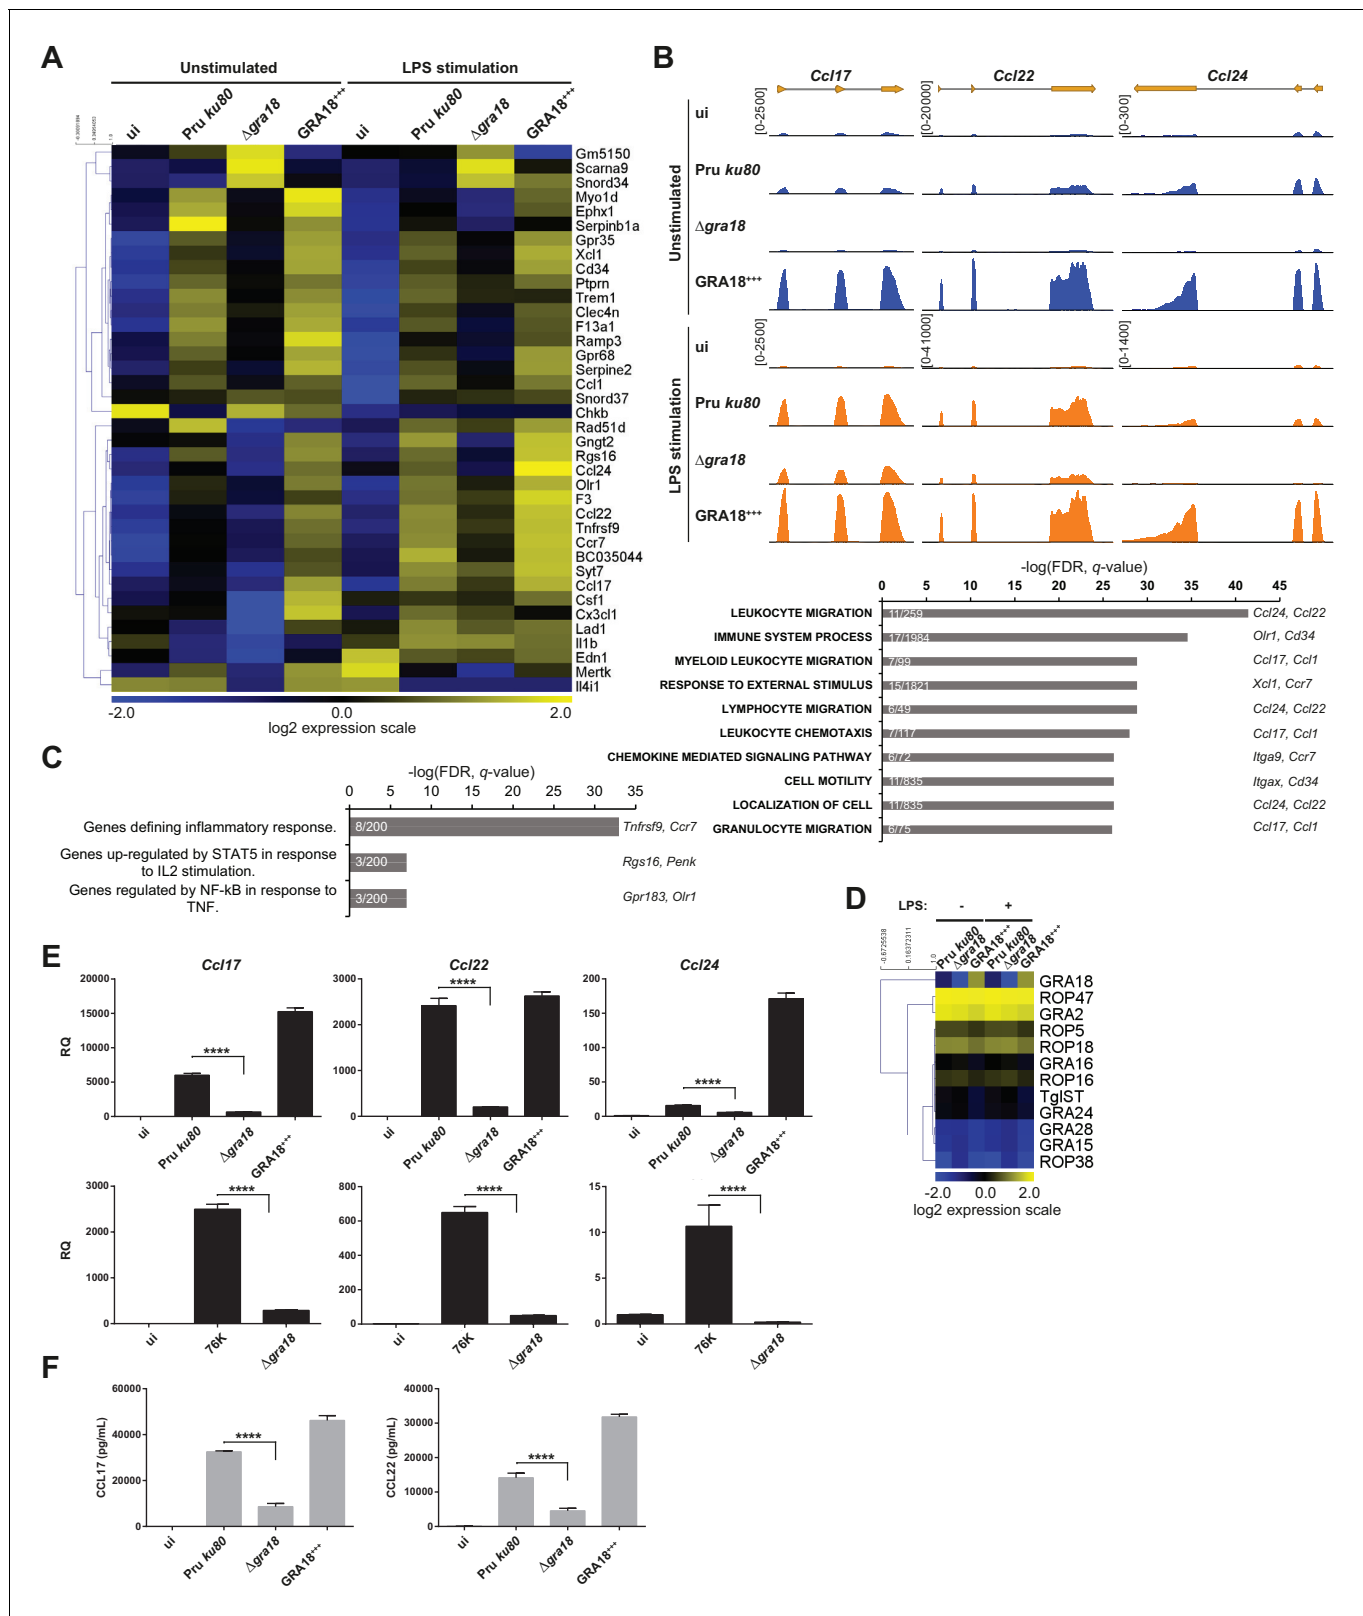 A
Unstimulated
LPS stimulation
ui
Pru ku80
Δgra18
GRA18+++
ui
Pru ku80
Δgra18
GRA18+++
Gm5150
Scarna9
Snord34
Myo1d
Ephx1
Serpinb1a
Gpr35
Xcl1
Cd34
Ptprn
Trem1
Clec4n
F13a1
Ramp3
Gpr68
Serpine2
Ccl1
Snord37
Chkb
Rad51d
Gngt2
Rgs16
Ccl24
Olr1
F3
Ccl22
Tnfrsf9
Ccr7
BC035044
Syt7
Ccl17
Csf1
Cx3cl1
Lad1
Il1b
Edn1
Mertk
Il4i1
-2.0 0.0 2.0
log2 expression scale
B
Ccl17 Ccl22 Ccl24
Unstimulated
[0-2500] [0-20000] [0-300]
ui
Pru ku80
Δgra18
GRA18+++
LPS stimulation
[0-2500] [0-41000] [0-1400]
ui
Pru ku80
Δgra18
GRA18+++
-log(FDR, q-value)
0 5 10 15 20 25 30 35 40 45
LEUKOCYTE MIGRATION 11/259 Ccl24, Ccl22
IMMUNE SYSTEM PROCESS 17/1984 Olr1, Cd34
MYELOID LEUKOCYTE MIGRATION 7/99 Ccl17, Ccl1
RESPONSE TO EXTERNAL STIMULUS 15/1821 Xcl1, Ccr7
LYMPHOCYTE MIGRATION 6/49 Ccl24, Ccl22
LEUKOCYTE CHEMOTAXIS 7/117 Ccl17, Ccl1
CHEMOKINE MEDIATED SIGNALING PATHWAY 6/72 Itga9, Ccr7
CELL MOTILITY 11/835 Itgax, Cd34
LOCALIZATION OF CELL 11/835 Ccl24, Ccl22
GRANULOCYTE MIGRATION 6/75 Ccl17, Ccl1
C
-log(FDR, q-value)
0 5 10 15 20 25 30 35
Genes defining inflammatory response. 8/200 Tnfrsf9, Ccr7
Genes up-regulated by STAT5 in response
to IL2 stimulation.
3/200 Rgs16, Penk
Genes regulated by NF-kB in response to
TNF.
3/200 Gpr183, Olr1
D
LPS: - +
-0.6725538
0.16372311
1.0
Pru ku80
Δgra18
GRA18+++
Pru ku80
Δgra18
GRA18+++
GRA18
ROP47
GRA2
ROP5
ROP18
GRA16
ROP16
TgIST
GRA24
GRA28
GRA15
ROP38
-2.0 0.0 2.0
log2 expression scale
E
Ccl17
RQ
20000
15000
10000
5000
0
****
ui
Pru ku80
Δgra18
GRA18+++
Ccl22
3000
2000
1000
0
****
ui
Pru ku80
Δgra18
GRA18+++
Ccl24
200
150
100
50
0
****
ui
Pru ku80
Δgra18
GRA18+++
RQ
3000
2000
1000
0
****
ui
76K
Δgra18
800
600
400
200
0
****
ui
76K
Δgra18
15
10
5
0
****
ui
76K
Δgra18
F
CCL17 (pg/mL)
60000
40000
20000
0
****
ui
Pru ku80
Δgra18
GRA18+++
CCL22 (pg/mL)
40000
30000
20000
10000
0
****
ui
Pru ku80
Δgra18
GRA18+++